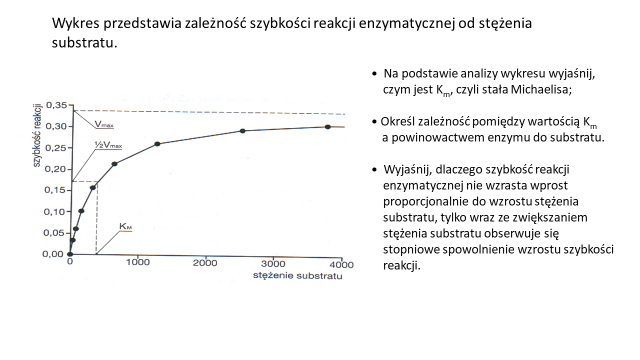 Wykres przedstawia zależność szybkości reakcji enzymatycznej od stężenia
substratu.
• Na podstawie analizy wykresu wyjaśnij,
czym jest Km, czyli stała Michaelisa;
• Określ zależność pomiędzy wartością Km
a powinowactwem enzymu do substratu.
• Wyjaśnij, dlaczego szybkość reakcji
enzymatycznej nie wzrasta wprost
proporcjonalnie do wzrostu stężenia
substratu, tylko wraz ze zwiększaniem
stężenia substratu obserwuje się
stopniowe spowolnienie wzrostu szybkości
reakcji.
szybkość reakcji
0,35
0,30
0,25
0,20
0,15
0,10
0,05
0,00
Vmax
½Vmax
KM
0 1000 2000 3000 4000
stężenie substratu